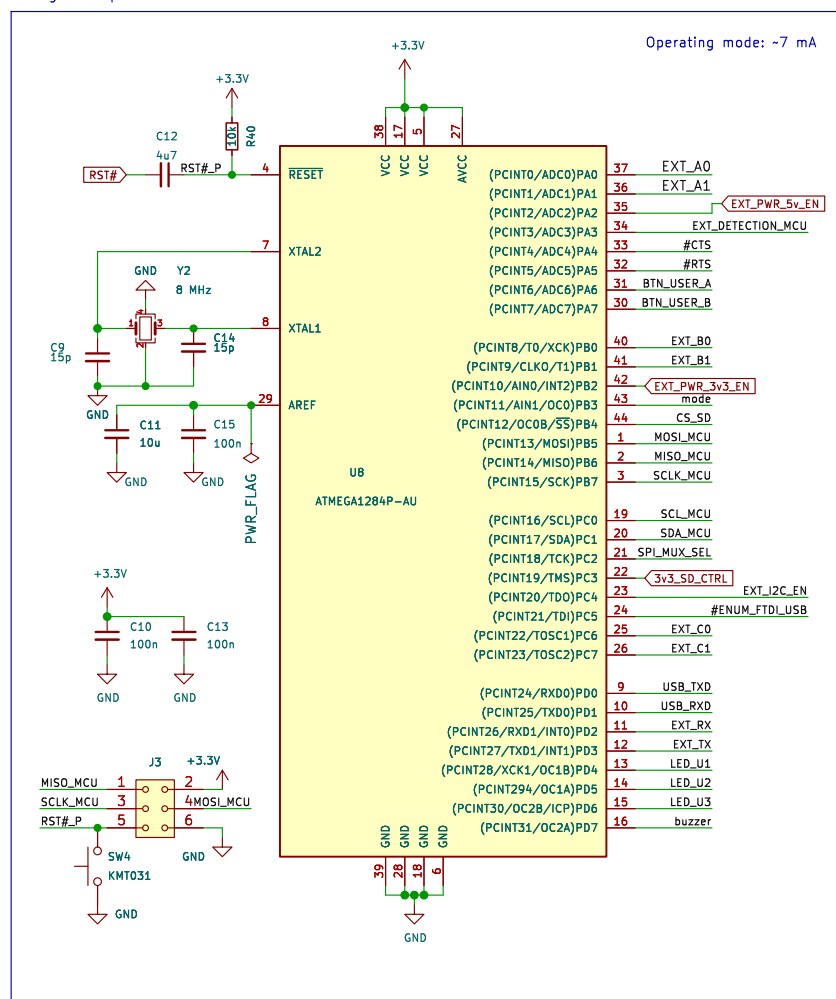 Operating mode: ~7 mA
+3.3V
+3.3V
38
17
5
27
VCC
VCC
VCC
AVCC
C12
4u7
10k
R40
RST#
RST#_P
4
RESET
7
XTAL2
GND
Y2
8 MHz
1
2
3
4
8
XTAL1
C9
15p
C14
15p
GND
29
AREF
C11
10u
C15
100n
GND
GND
PWR_FLAG
U8
ATMEGA1284P-AU
(PCINT0/ADC0)PA0 37 EXT_A0
(PCINT1/ADC1)PA1 36 EXT_A1
(PCINT2/ADC2)PA2 35 EXT_PWR_5v_EN
(PCINT3/ADC3)PA3 34 EXT_DETECTION_MCU
(PCINT4/ADC4)PA4 33 #CTS
(PCINT5/ADC5)PA5 32 #RTS
(PCINT6/ADC6)PA6 31 BTN_USER_A
(PCINT7/ADC7)PA7 30 BTN_USER_B
(PCINT8/T0/XCK)PB0 40 EXT_B0
(PCINT9/CLKO/T1)PB1 41 EXT_B1
(PCINT10/AIN0/INT2)PB2 42 EXT_PWR_3v3_EN
(PCINT11/AIN1/OC0)PB3 43 mode
(PCINT12/OC0B/SS)PB4 44 CS_SD
(PCINT13/MOSI)PB5 1 MOSI_MCU
(PCINT14/MISO)PB6 2 MISO_MCU
(PCINT15/SCK)PB7 3 SCLK_MCU
(PCINT16/SCL)PC0 19 SCL_MCU
(PCINT17/SDA)PC1 20 SDA_MCU
(PCINT18/TCK)PC2 21 SPI_MUX_SEL
(PCINT19/TMS)PC3 22 3v3_SD_CTRL
(PCINT20/TDO)PC4 23 EXT_I2C_EN
(PCINT21/TDI)PC5 24 #ENUM_FTDI_USB
(PCINT22/TOSC1)PC6 25 EXT_C0
(PCINT23/TOSC2)PC7 26 EXT_C1
(PCINT24/RXD0)PD0 9 USB_TXD
(PCINT25/TXD0)PD1 10 USB_RXD
(PCINT26/RXD1/INT0)PD2 11 EXT_RX
(PCINT27/TXD1/INT1)PD3 12 EXT_TX
(PCINT28/XCK1/OC1B)PD4 13 LED_U1
(PCINT294/OC1A)PD5 14 LED_U2
(PCINT30/OC2B/ICP)PD6 15 LED_U3
(PCINT31/OC2A)PD7 16 buzzer
+3.3V
C10
100n
C13
100n
GND
GND
J3
+3.3V
MISO_MCU 1 2
SCLK_MCU 3 4 MOSI_MCU
RST#_P 5 6
GND
SW4
KMT031
GND
GND
GND
GND
GND
39
28
18
6
GND